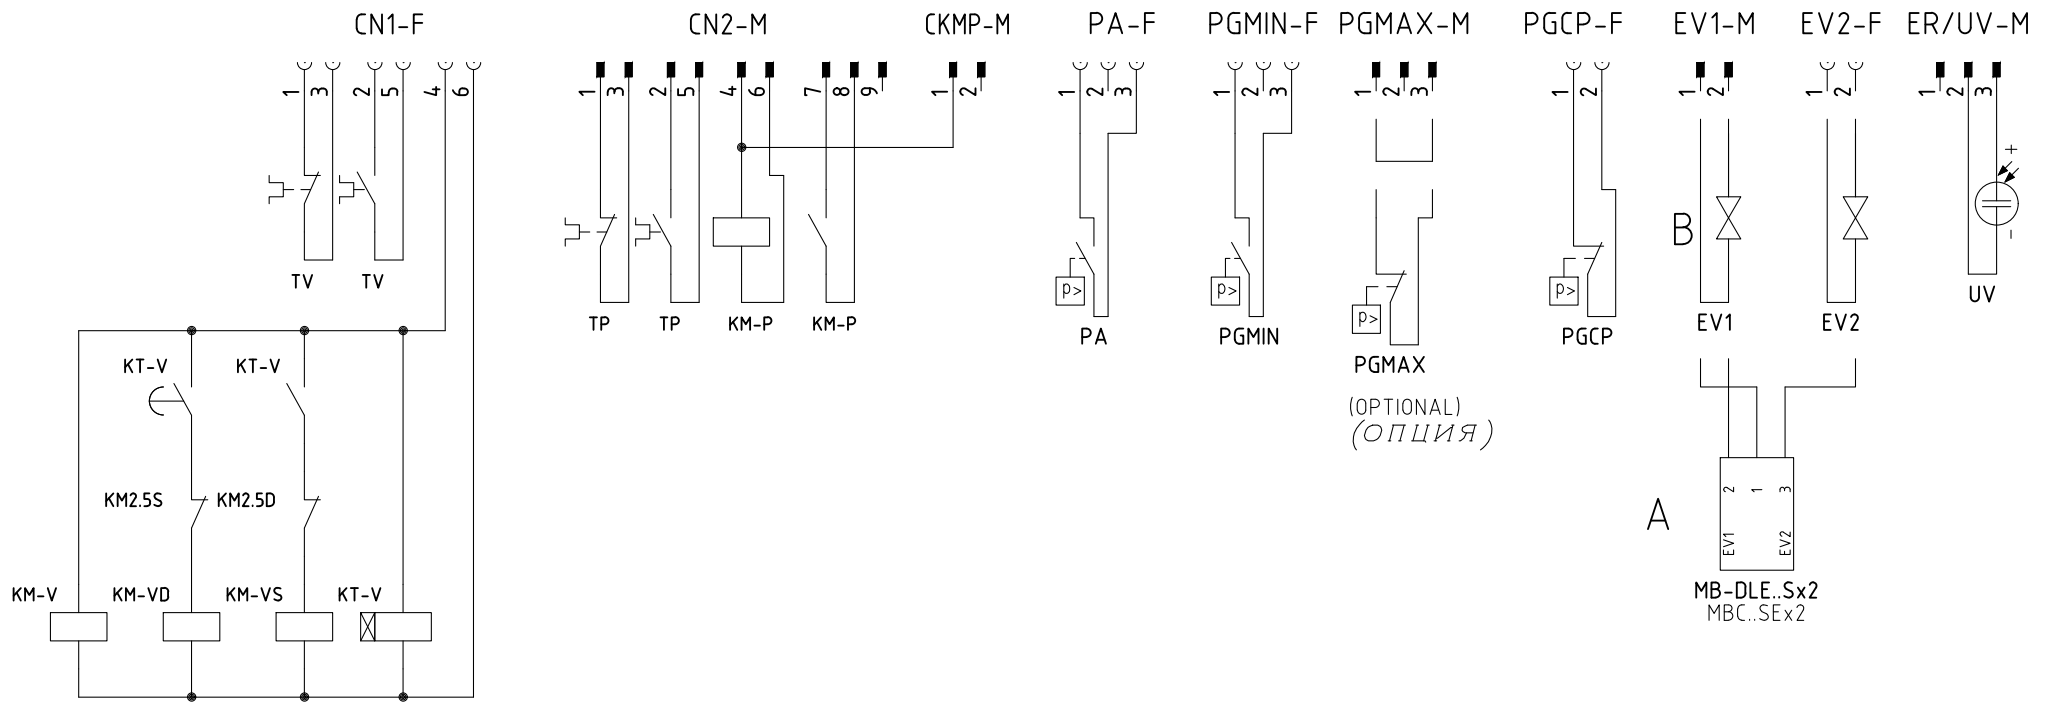 CN1-F CN2-M CKMP-M PA-F PGMIN-F PGMAX-M PGCP-F EV1-M EV2-F ER/UV-M
1 3 2 5 4 6 1 3 2 5 4 6 7 8 9 1 2 1 2 3 1 2 3 1 2 3 1 2 1 2 1 2 1 2 3
+
B
-
TV TV
p> p> p> p>
UV
TP TP KM-P KM-P EV1 EV2
PA PGMIN PGCP
KT-V KT-V PGMAX
(OPTIONAL)
(ОПЦИЯ)
2 1 3
KM2.5S KM2.5D
A
EV1 EV2
KM-V KM-VD KM-VS KT-V MB-DLE..Sx2
MBC..SEx2